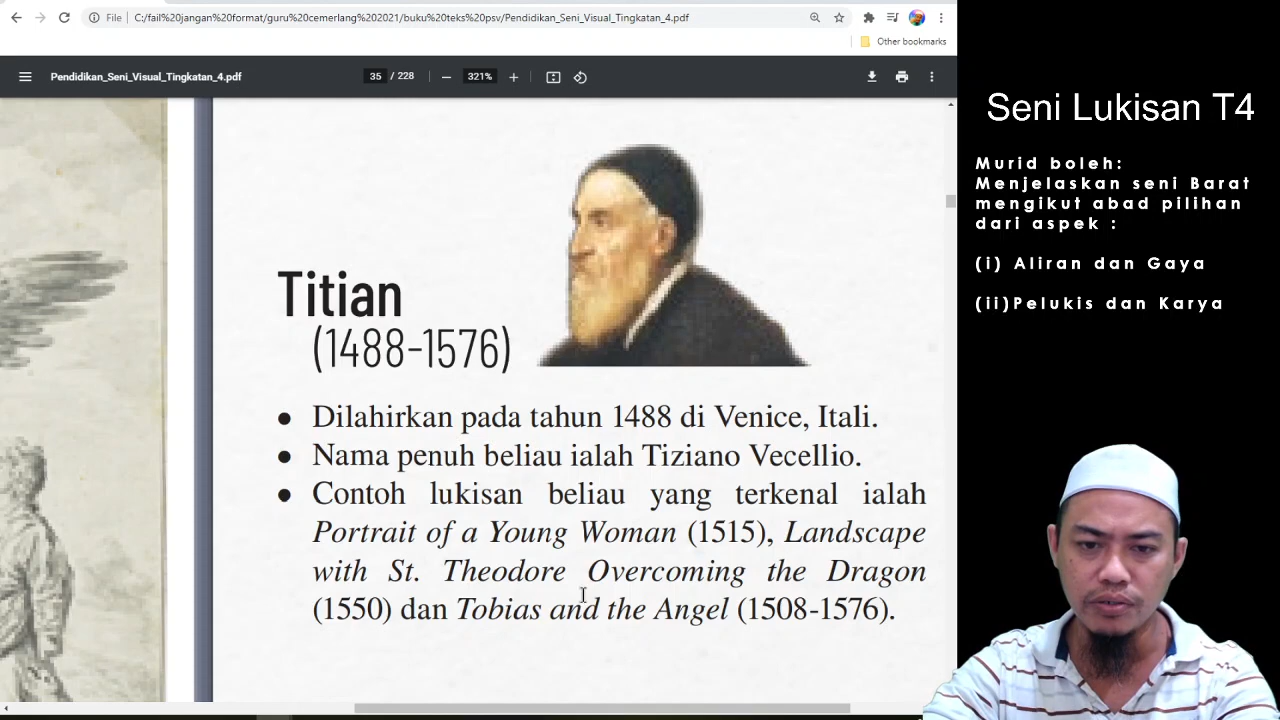 File
C:/fail%20jangan%20format/guru%20cemerlang%202021/buku%20teks%20psv/Pendidikan_Seni_Visual_Tingkatan_4.pdf
Other bookmarks
Pendidikan_Seni_Visual_Tingkatan_4.pdf
35 / 228
321%
Titian
(1488-1576)
• Dilahirkan pada tahun 1488 di Venice, Itali.
• Nama penuh beliau ialah Tiziano Vecellio.
• Contoh lukisan beliau yang terkenal ialah
Portrait of a Young Woman (1515), Landscape
with St. Theodore Overcoming the Dragon
(1550) dan Tobias and the Angel (1508-1576).
Seni Lukisan T4
Murid boleh:
Menjelaskan seni Barat
mengikut abad pilihan
dari aspek :
(i) Aliran dan Gaya
(ii)Pelukis dan Karya